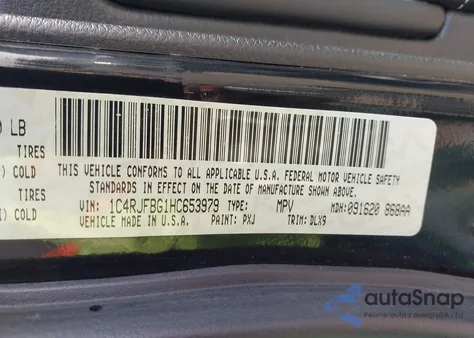 0 LB
TIRES
COLD
THIS VEHICLE CONFORMS TO ALL APPLICABLE U.S.A. FEDERAL MOTOR VEHICLE SAFETY
STANDARDS IN EFFECT ON THE DATE OF MANUFACTURE SHOWN ABOVE.
TIRES
VIN: 1C4RJFBG1HC653979 TYPE: MPV MDH: 091620 868AA
COLD
VEHICLE MADE IN U.S.A. PAINT: PXJ TRIM: DLX9
autoSnap